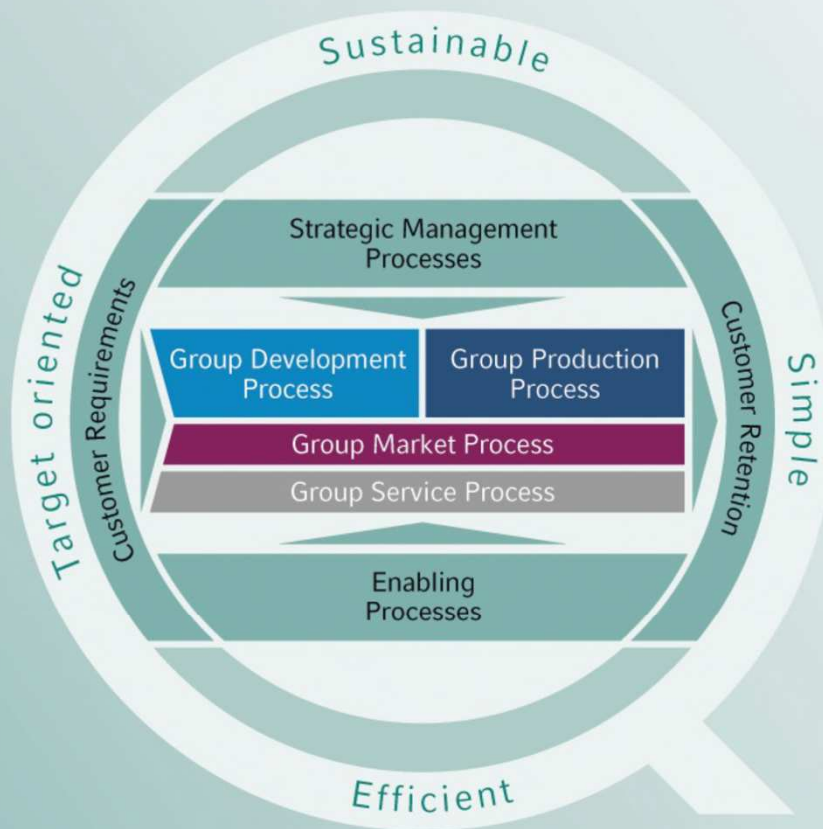 Sustainable
Strategic Management
Processes
Target oriented
Customer Requirements
Group Development
Process
Group Production
Process
Group Market Process
Group Service Process
Customer Retention
Simple
Enabling
Processes
Efficient